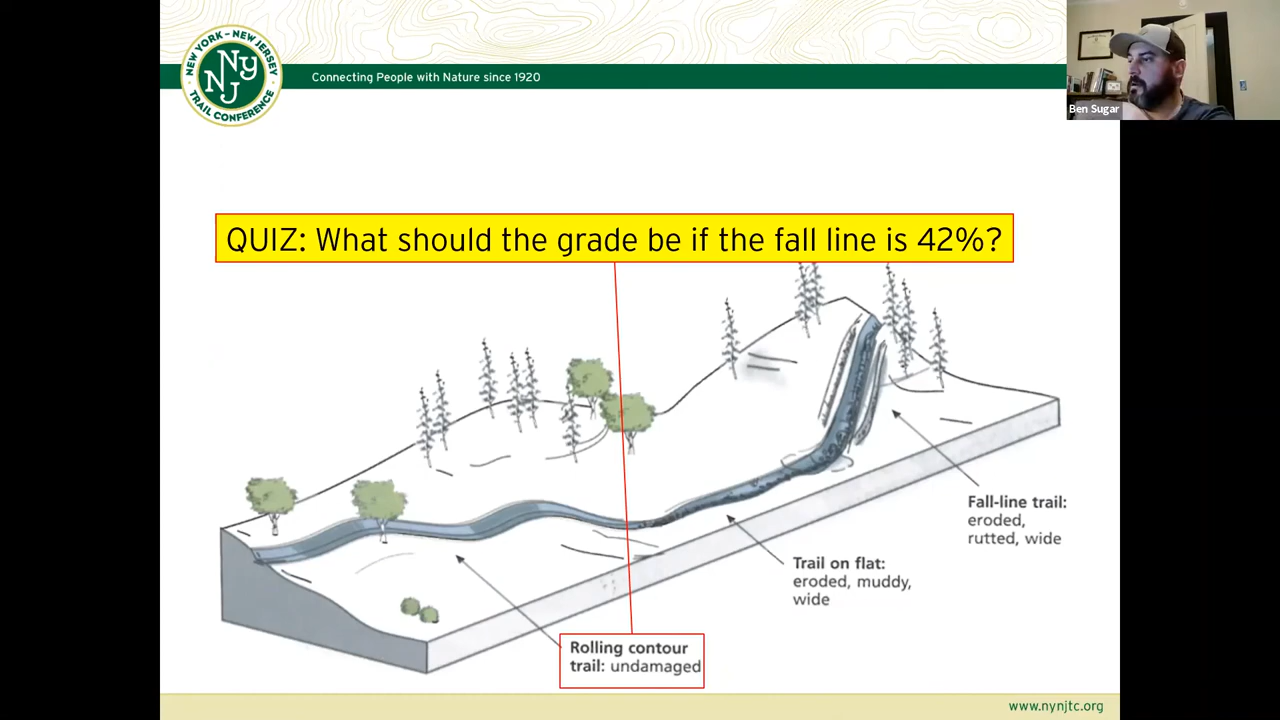 NEW YORK – NEW JERSEY
NY
NJ
TRAIL CONFERENCE
Connecting People with Nature since 1920
Ben Sugar
QUIZ: What should the grade be if the fall line is 42%?
Fall-line trail:
eroded,
rutted, wide
Trail on flat:
eroded, muddy,
wide
Rolling contour
trail: undamaged
www.nynjtc.org